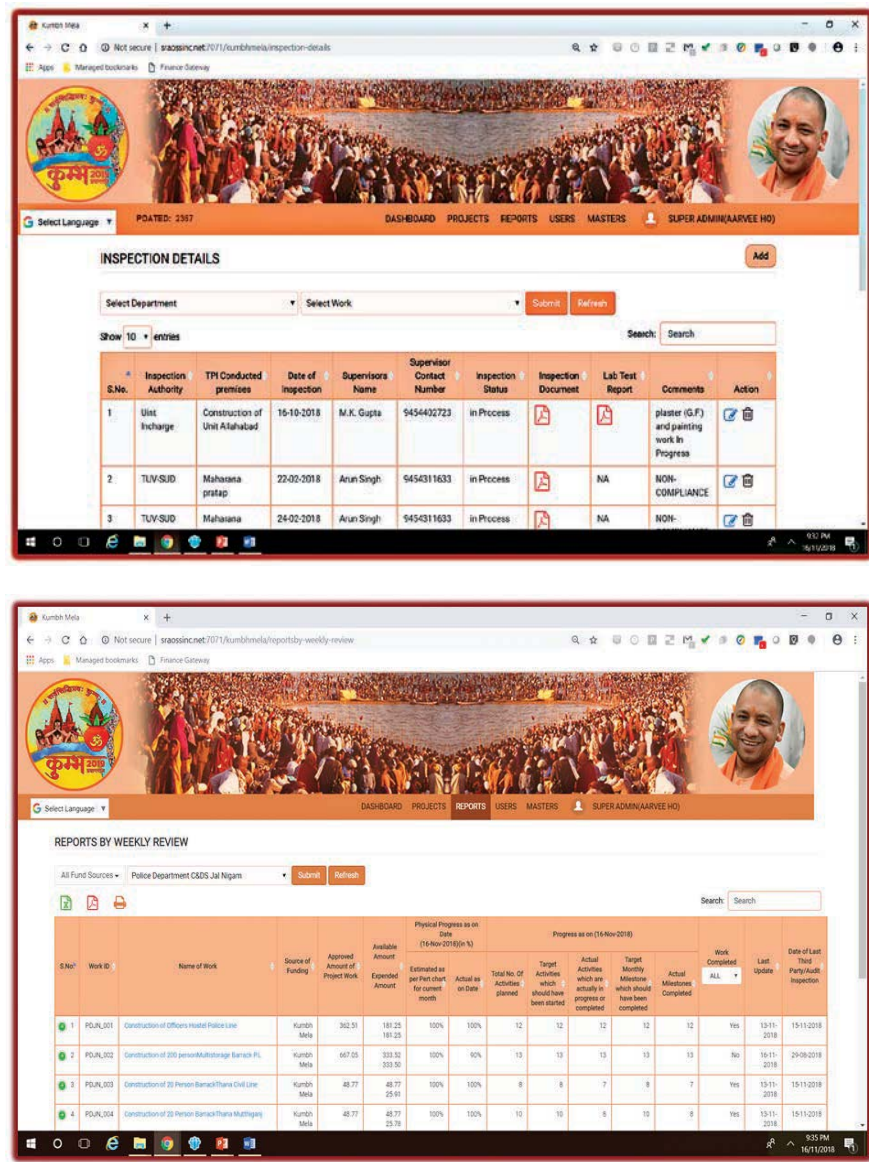 Kumbh Mela
Not secure | sraossinc.net:7071/kumbhmela/inspection-details
Apps Managed bookmarks Finance Gateway
कुम्भ
2019
Select Language
PDATED: 2367
DASHBOARD PROJECTS REPORTS USERS MASTERS SUPER ADMIN(AARVEE HO)
INSPECTION DETAILS
Add
Select Department Select Work Submit Refresh
Show 10 entries Search: Search
S.No. Inspection Authority TPI Conducted premises Date of Inspection Supervisors Name Supervisor Contact Number Inspection Status Inspection Document Lab Test Report Comments Action
1 Uint Incharge Construction of Unit Allahabad 16-10-2018 M.K. Gupta 9454402723 in Process plaster (G.F.) and painting work In Progress
2 TUV-SUD Maharana pratap 22-02-2018 Arun Singh 9454311633 in Process NA NON-COMPLIANCE
3 TUV-SUD Maharana 24-02-2018 Arun Singh 9454311633 in Process NA NON-
9:32 PM
16/11/2018
Kumbh Mela
Not secure | sraossinc.net:7071/kumbhmela/reportsby-weekly-review
Apps Managed bookmarks Finance Gateway
कुम्भ
2019
Select Language
DASHBOARD PROJECTS REPORTS USERS MASTERS SUPER ADMIN(AARVEE HO)
REPORTS BY WEEKLY REVIEW
All Fund Sources Police Department C&DS Jal Nigam Submit Refresh
Search: Search
Physical Progress as on Date (16-Nov-2018)(in %) Progress as on (16-Nov-2018)
S.No Work ID Name of Work Source of Funding Approved Amount of Project Work Available Amount Expended Amount Estimated as per Pert chart for current month Actual as on Date Total No. Of Activities planned Target Activities which should have been started Actual Activities which are actually in progress or completed Target Monthly Milestone which should have been completed Actual Milestones Completed Work Completed ALL Last Update Date of Last Third Party/Audit Inspection
1 PDJN_001 Construction of Officers Hostel Police Line Kumbh Mela 362.51 181.25 181.25 100% 100% 12 12 12 12 12 Yes 13-11-2018 15-11-2018
2 PDJN_002 Construction of 200 personMultistorage Barrack P.L Kumbh Mela 667.05 333.52 333.50 100% 90% 13 13 13 13 13 No 16-11-2018 29-08-2018
3 PDJN_003 Construction of 20 Person BarrackThana Civil Line Kumbh Mela 48.77 48.77 25.91 100% 100% 8 8 7 8 7 Yes 13-11-2018 15-11-2018
4 PDJN_004 Construction of 20 Person BarrackThana Mutthiganj Kumbh Mela 48.77 48.77 25.78 100% 100% 10 10 8 10 8 Yes 13-11-2018 15-11-2018
9:35 PM
16/11/2018